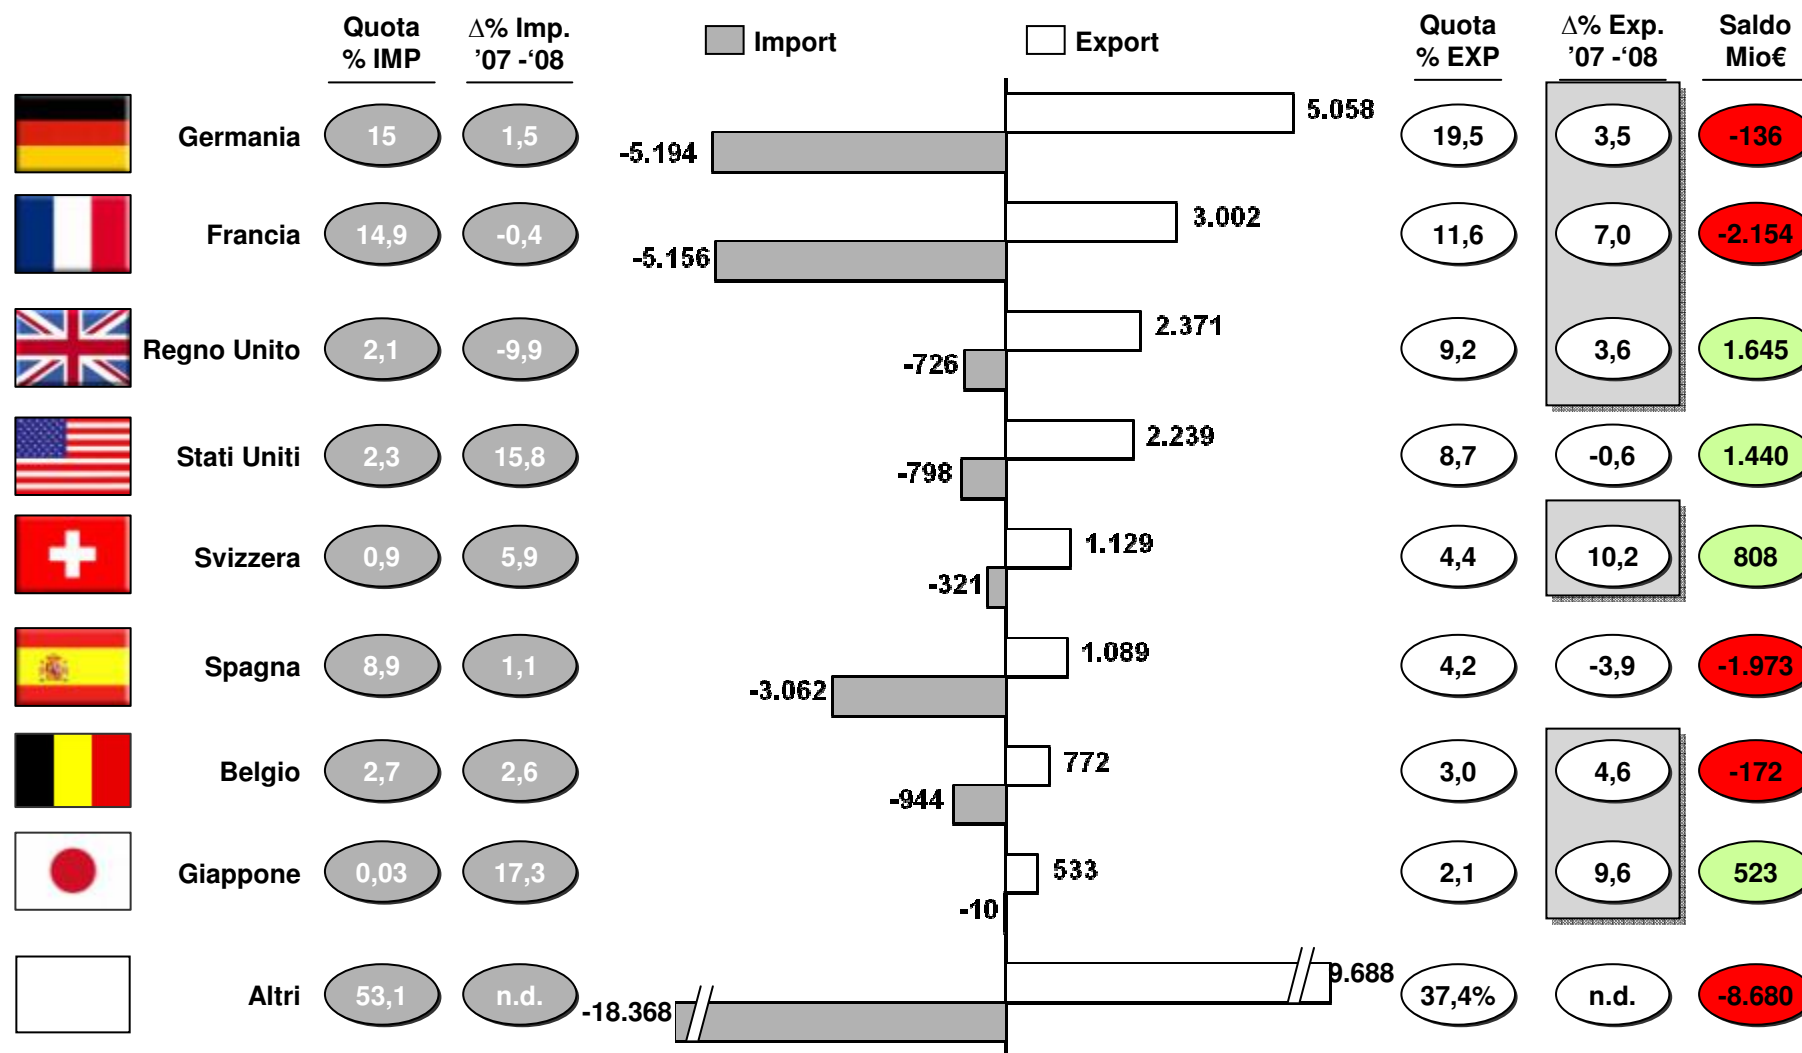 Quota
% IMP
Δ% Imp.
’07 -‘08
Import
Export
Quota
% EXP
Δ% Exp.
’07 -‘08
Saldo
Mio€
Germania 15 1,5 -5.194 5.058 19,5 3,5 -136
Francia 14,9 -0,4 -5.156 3.002 11,6 7,0 -2.154
Regno Unito 2,1 -9,9 -726 2.371 9,2 3,6 1.645
Stati Uniti 2,3 15,8 -798 2.239 8,7 -0,6 1.440
Svizzera 0,9 5,9 -321 1.129 4,4 10,2 808
Spagna 8,9 1,1 -3.062 1.089 4,2 -3,9 -1.973
Belgio 2,7 2,6 -944 772 3,0 4,6 -172
Giappone 0,03 17,3 -10 533 2,1 9,6 523
Altri 53,1 n.d. -18.368 9.688 37,4% n.d. -8.680